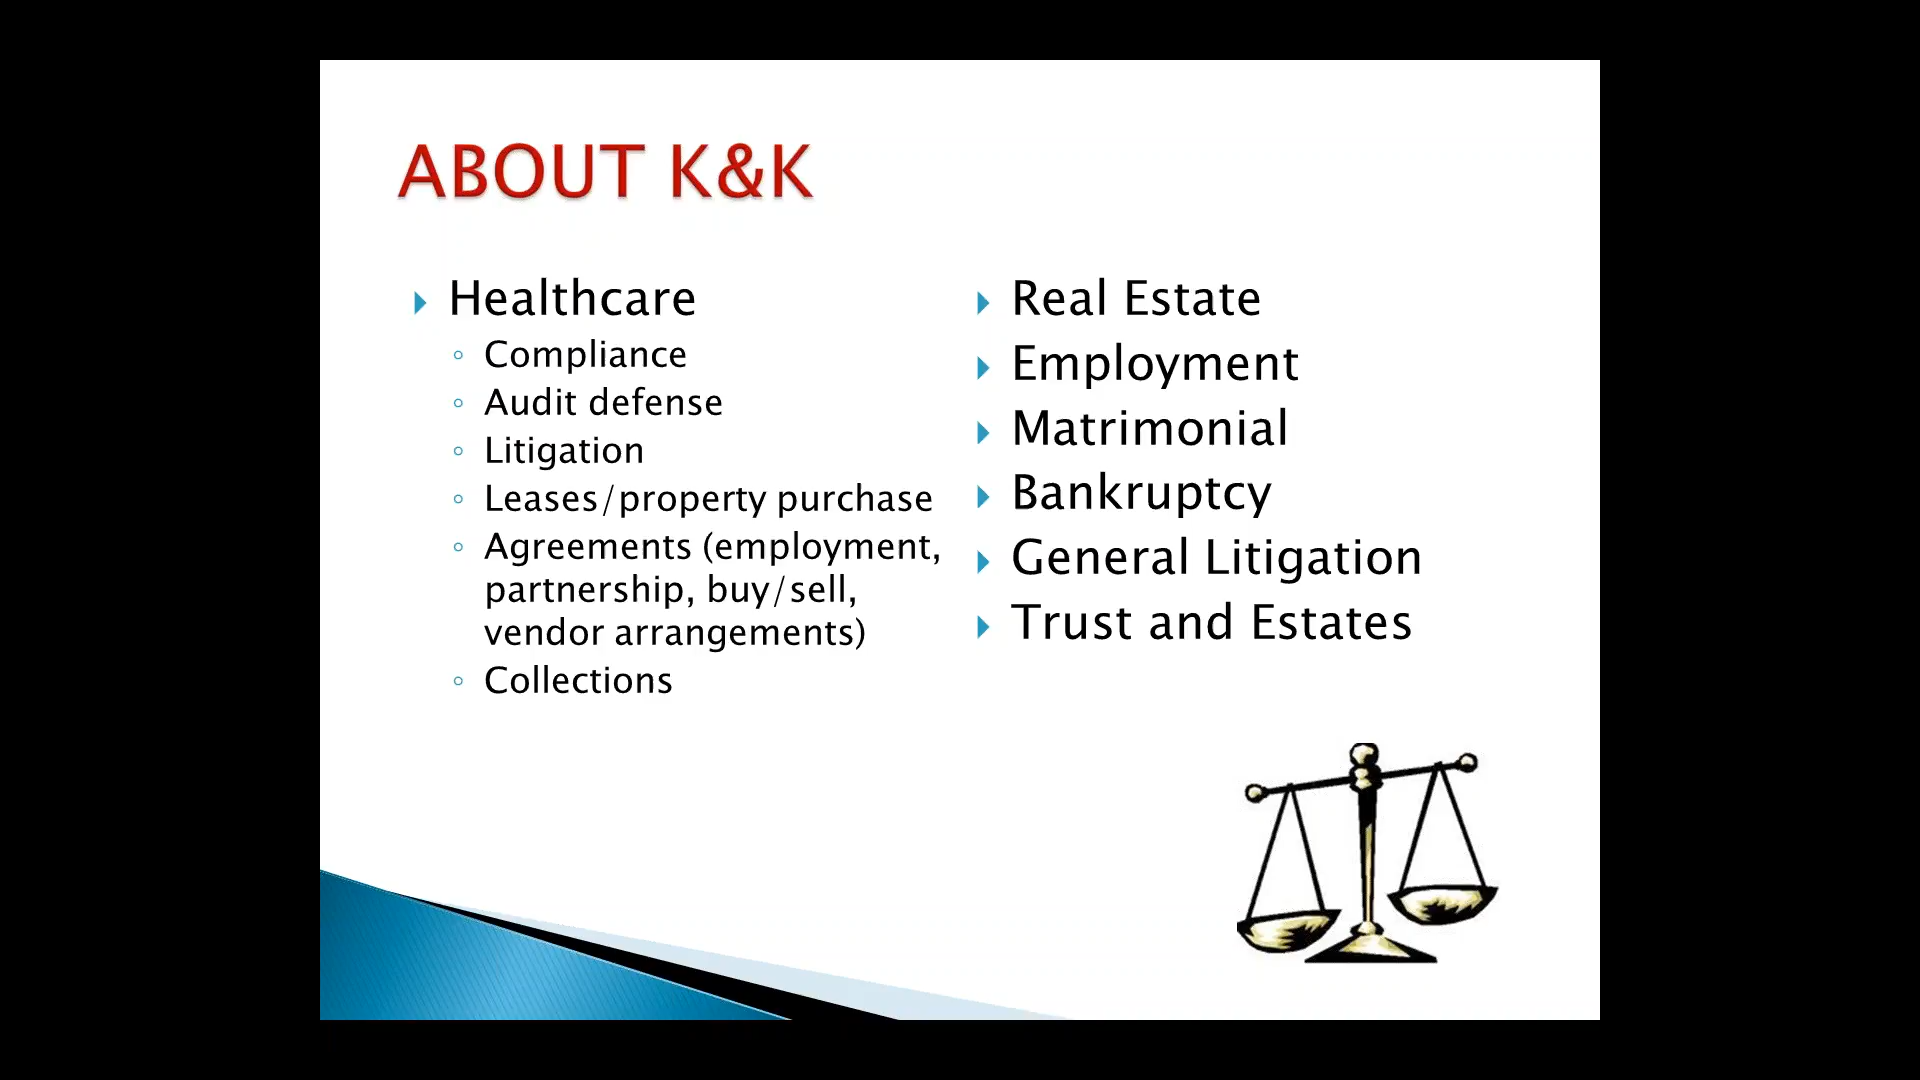 ABOUT K&K
Healthcare
Compliance
Audit defense
Litigation
Leases/property purchase
Agreements (employment,
partnership, buy/sell,
vendor arrangements)
Collections
Real Estate
Employment
Matrimonial
Bankruptcy
General Litigation
Trust and Estates